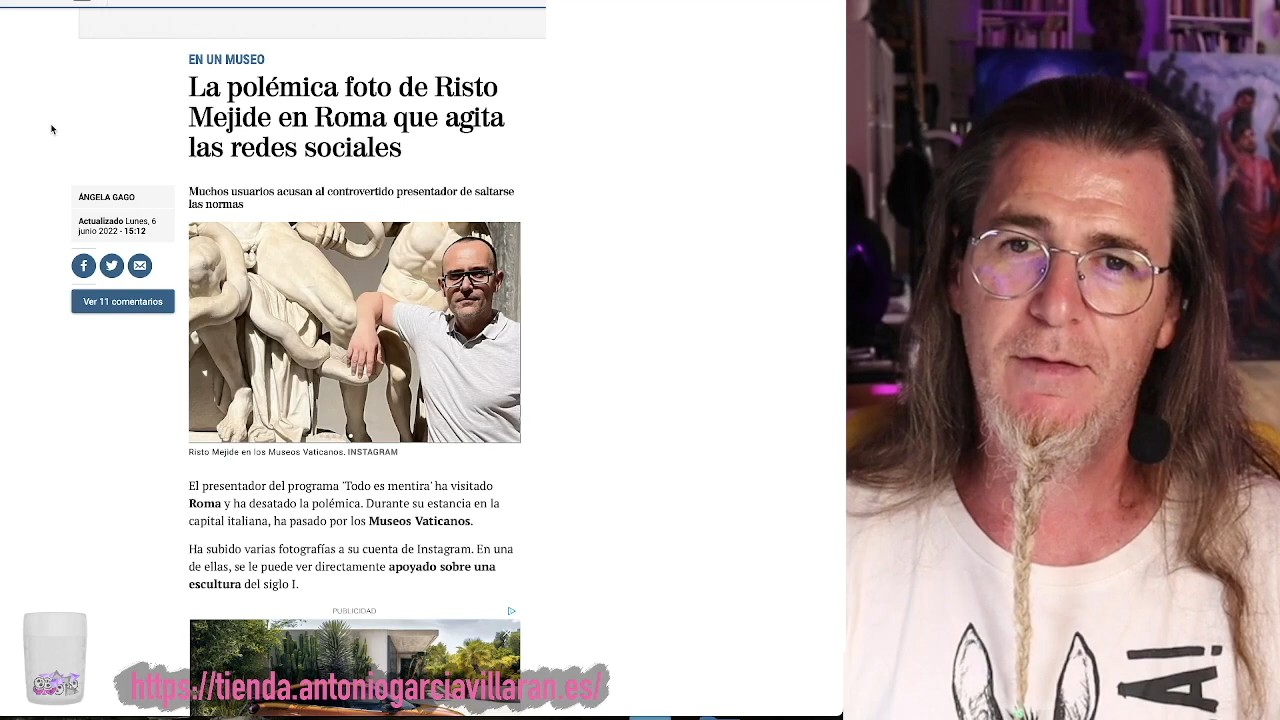 EN UN MUSEO
La polémica foto de Risto
Mejide en Roma que agita
las redes sociales
ÁNGELA GAGO
Actualizado Lunes, 6
junio 2022 - 15:12
Ver 11 comentarios
Muchos usuarios acusan al controvertido presentador de saltarse
las normas
Risto Mejide en los Museos Vaticanos. INSTAGRAM
El presentador del programa 'Todo es mentira' ha visitado
Roma y ha desatado la polémica. Durante su estancia en la
capital italiana, ha pasado por los Museos Vaticanos.
Ha subido varias fotografías a su cuenta de Instagram. En una
de ellas, se le puede ver directamente apoyado sobre una
escultura del siglo I.
PUBLICIDAD
https://tienda.antoniogarciavillaran.es/
A!